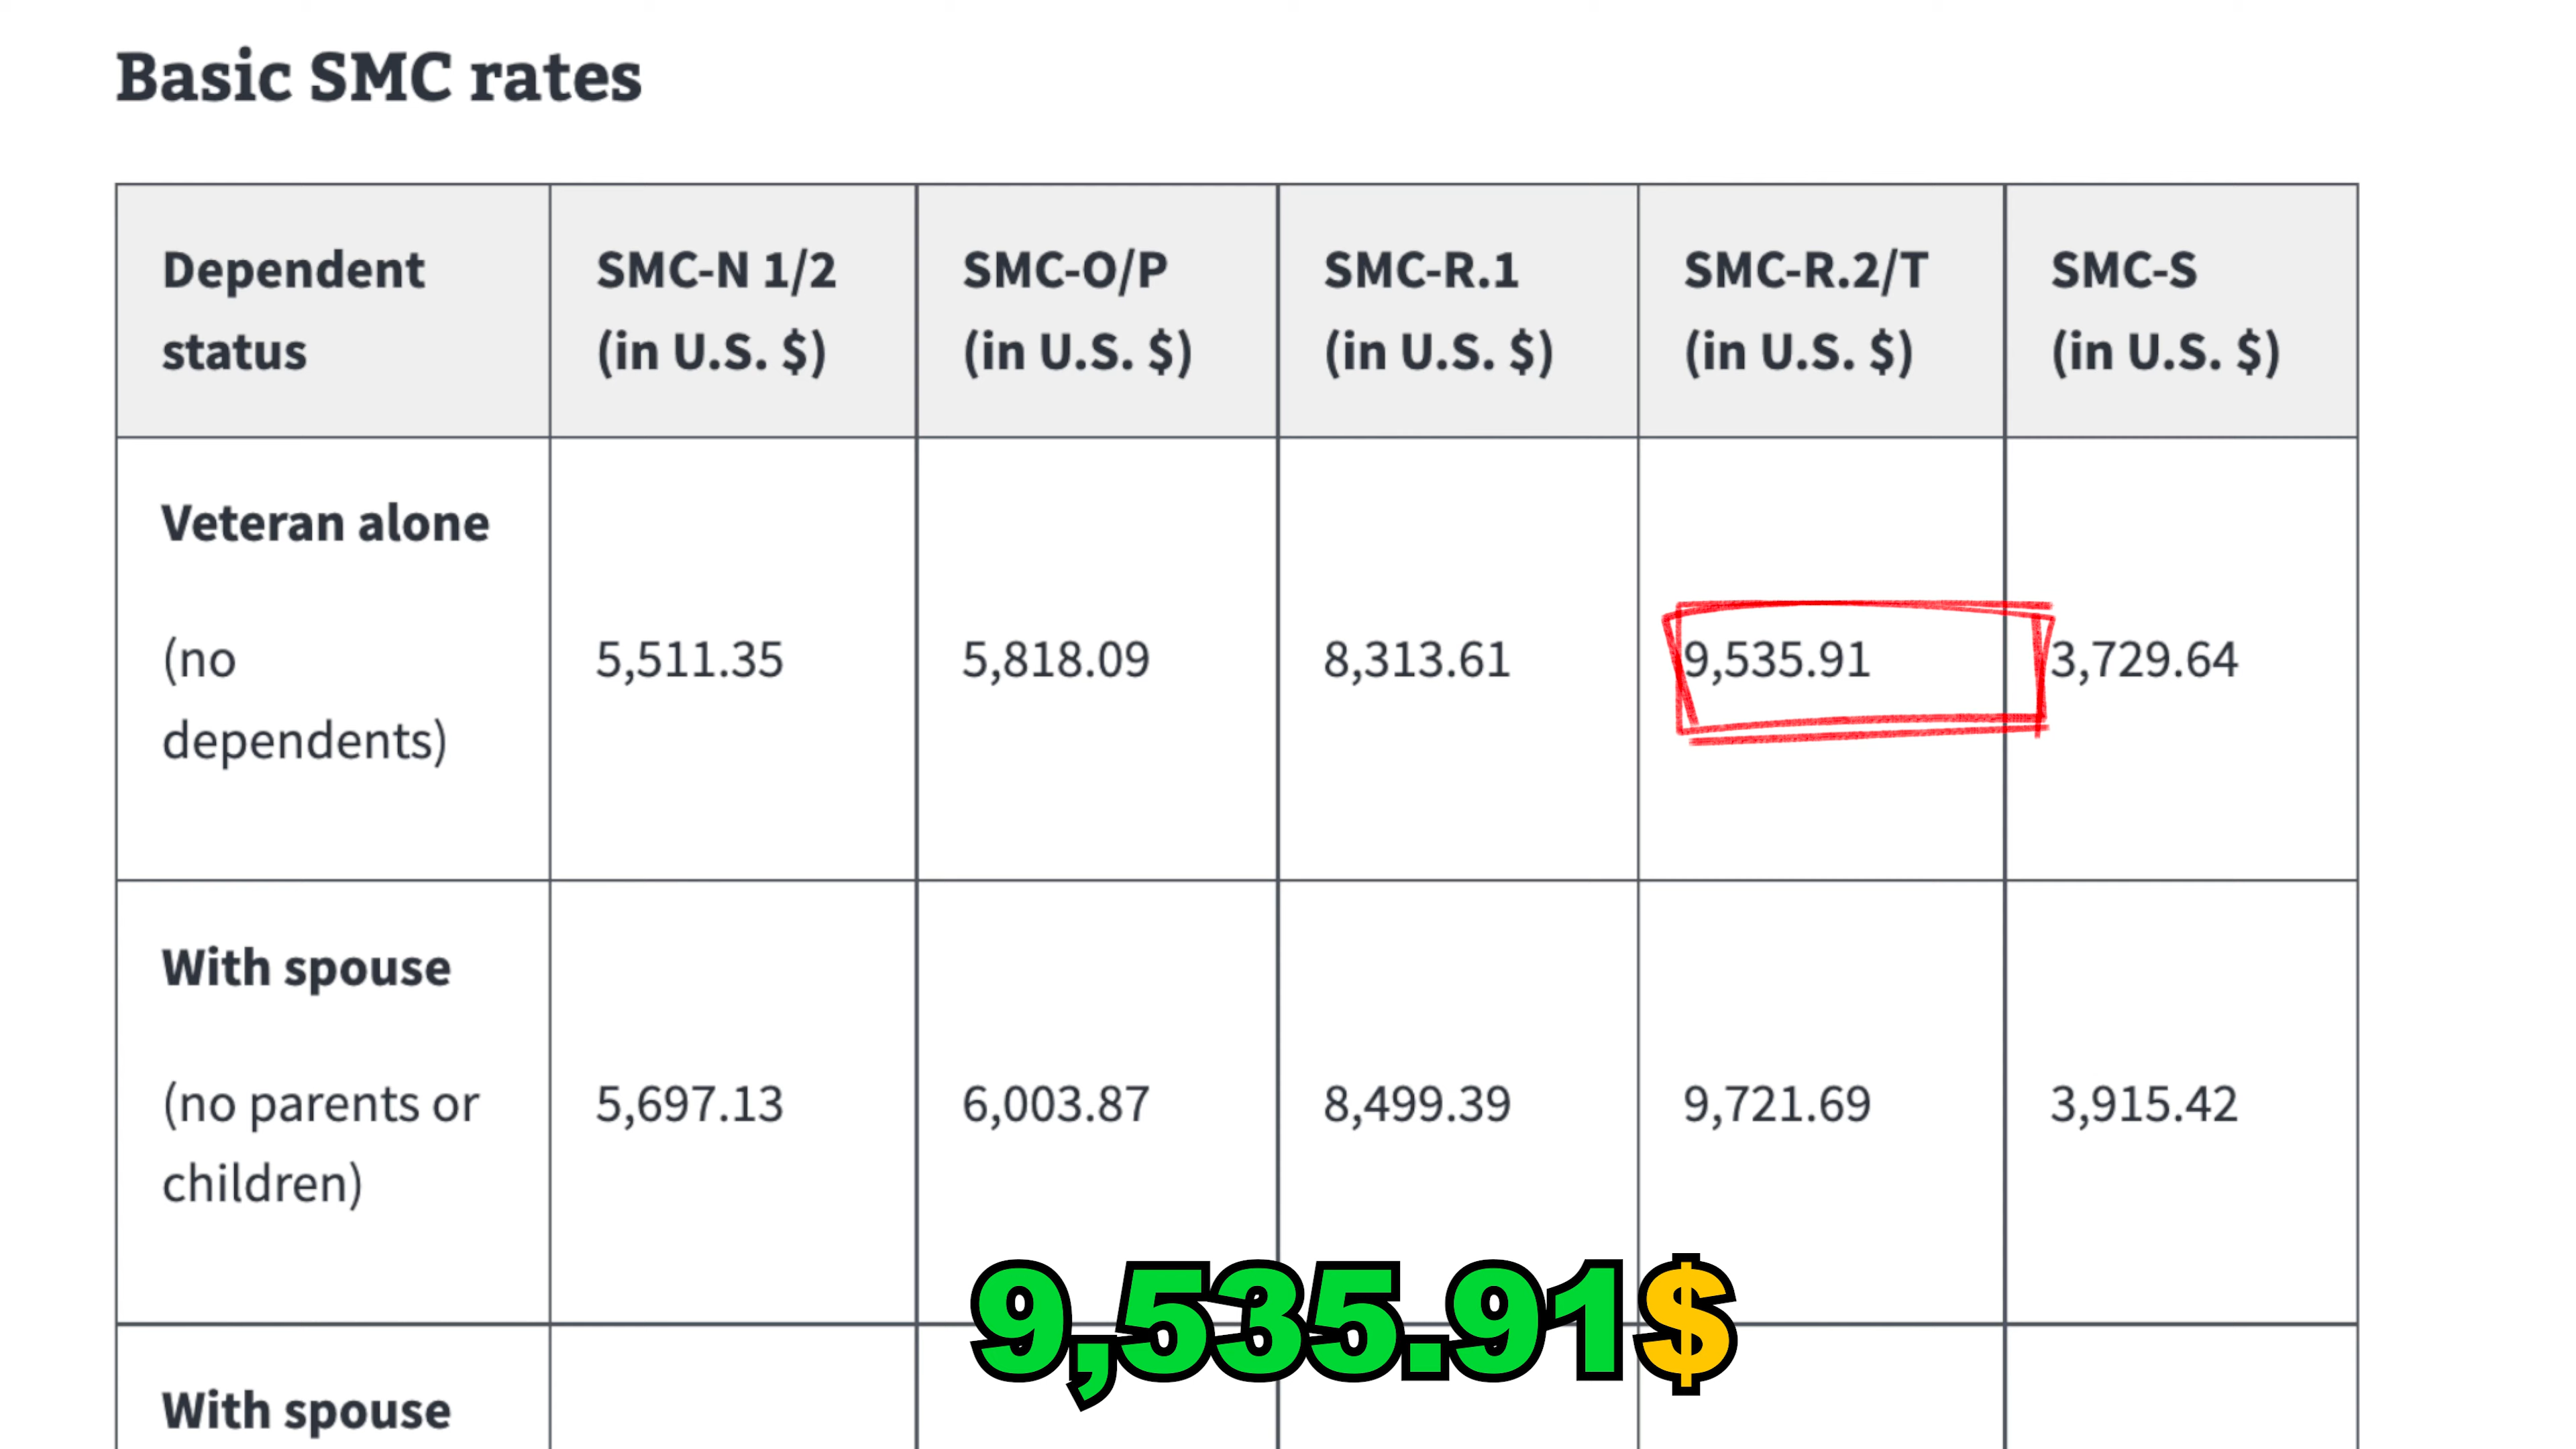 Basic SMC rates
Dependent status
SMC-N 1/2 (in U.S. $)
SMC-O/P (in U.S. $)
SMC-R.1 (in U.S. $)
SMC-R.2/T (in U.S. $)
SMC-S (in U.S. $)
Veteran alone
(no dependents)
5,511.35
5,818.09
8,313.61
9,535.91
3,729.64
With spouse
(no parents or children)
5,697.13
6,003.87
8,499.39
9,721.69
3,915.42
With spouse
9,535.91$